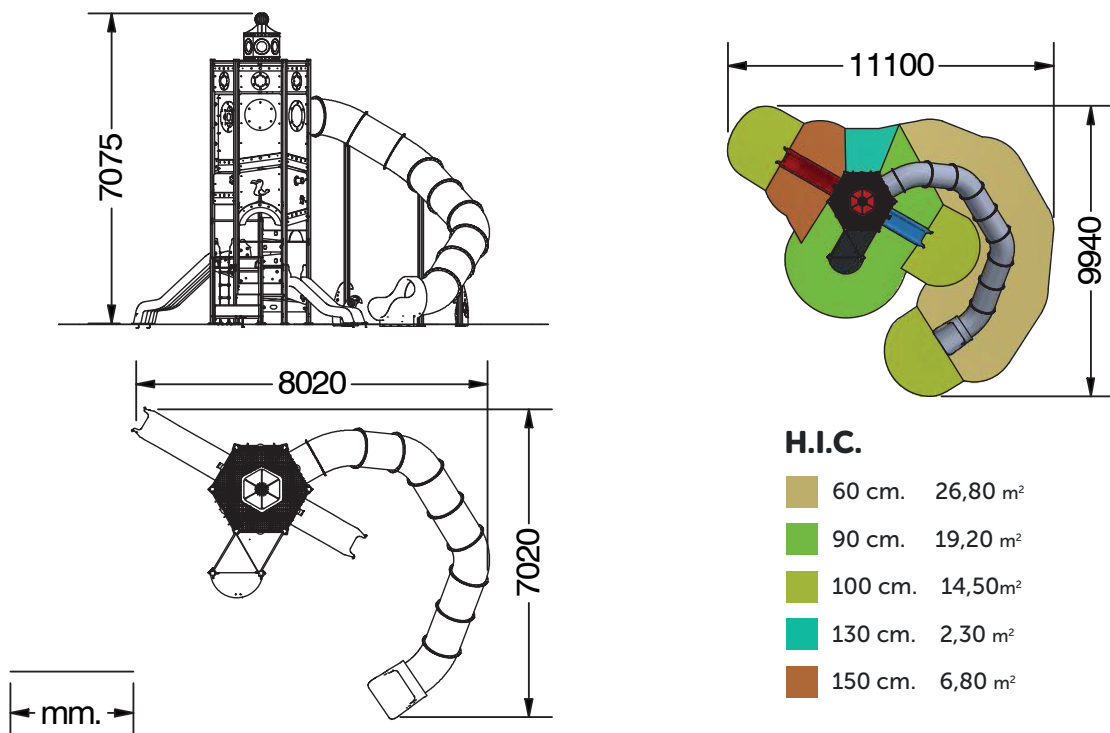 7075
11100
9940
8020
7020
mm.
H.I.C.
60 cm. 26,80 m²
90 cm. 19,20 m²
100 cm. 14,50m²
130 cm. 2,30 m²
150 cm. 6,80 m²